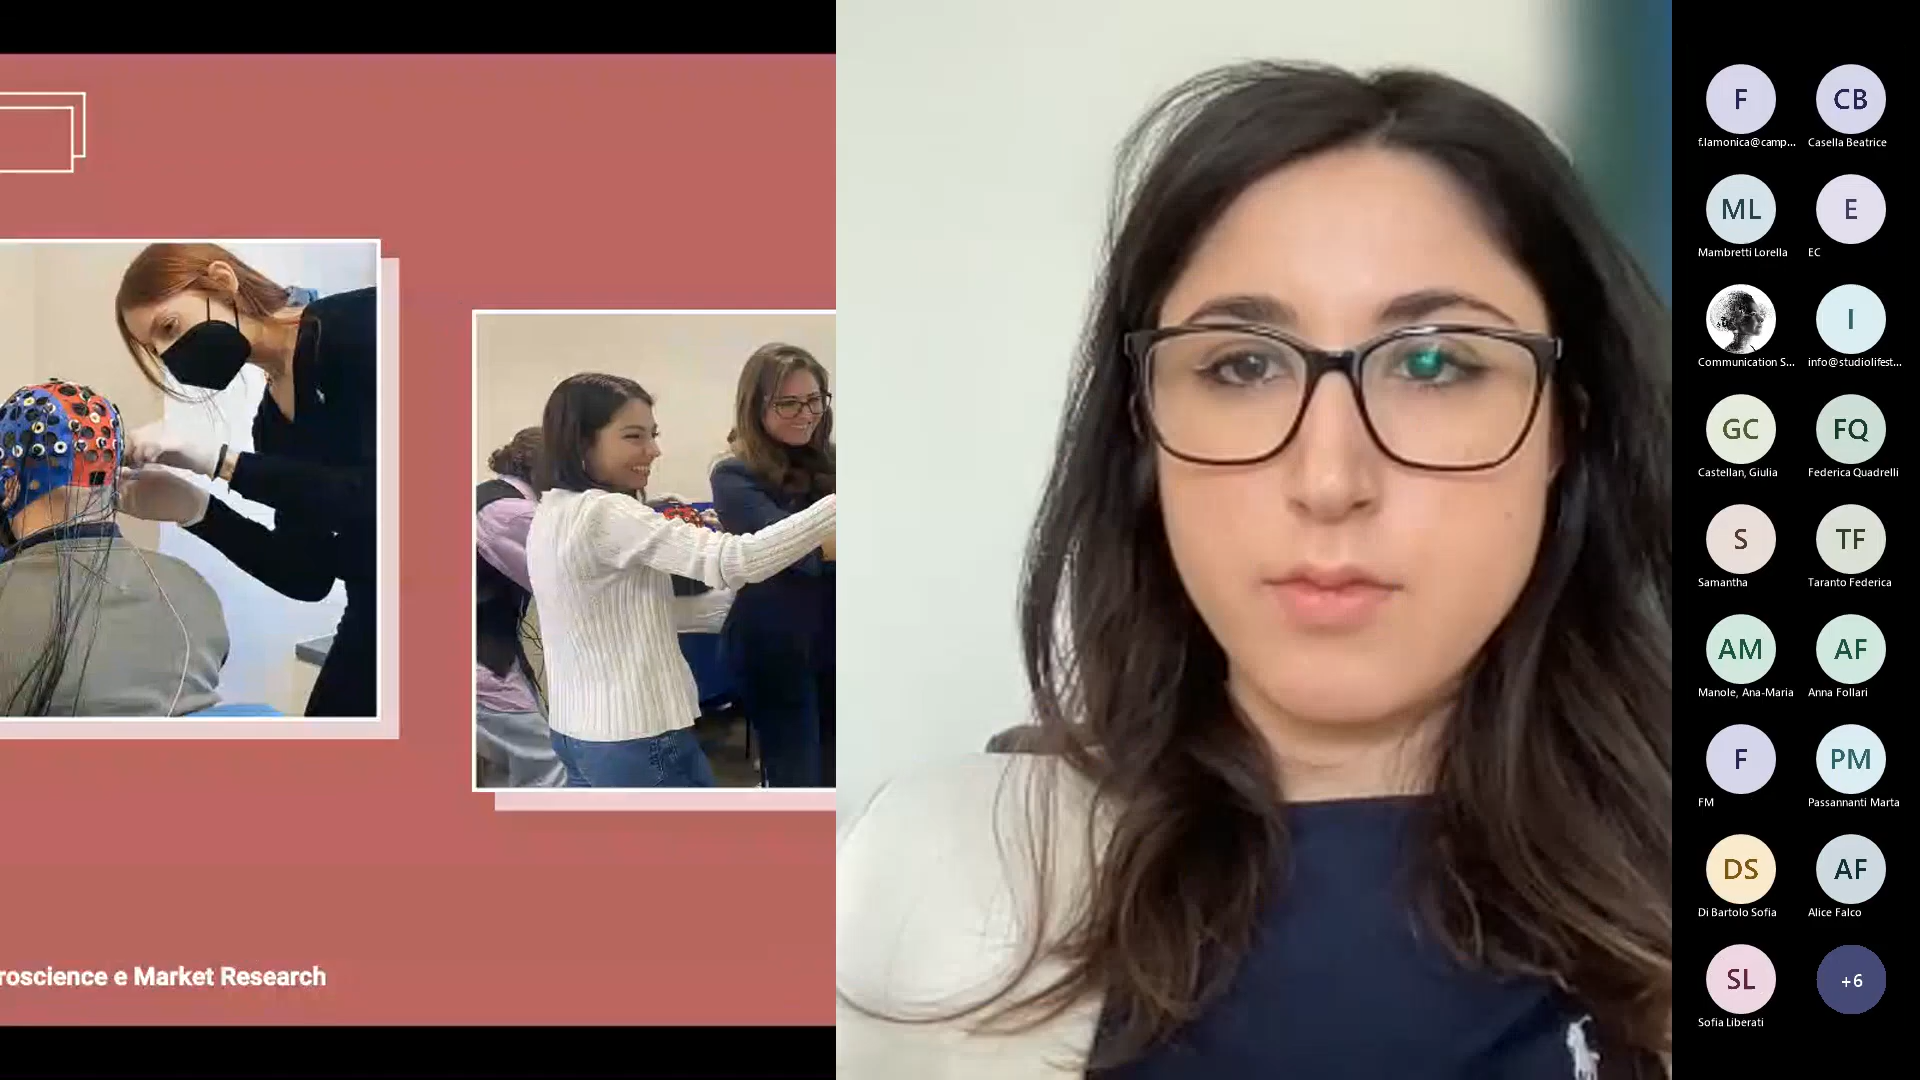 roscience e Market Research
F
CB
f.lamonica@camp...
Casella Beatrice
ML
E
Mambretti Lorella
EC
I
Communication S...
info@studiolifest...
GC
FQ
Castellan, Giulia
Federica Quadrelli
S
TF
Samantha
Taranto Federica
AM
AF
Manole, Ana-Maria
Anna Follari
F
PM
FM
Passannanti Marta
DS
AF
Di Bartolo Sofia
Alice Falco
SL
+6
Sofia Liberati